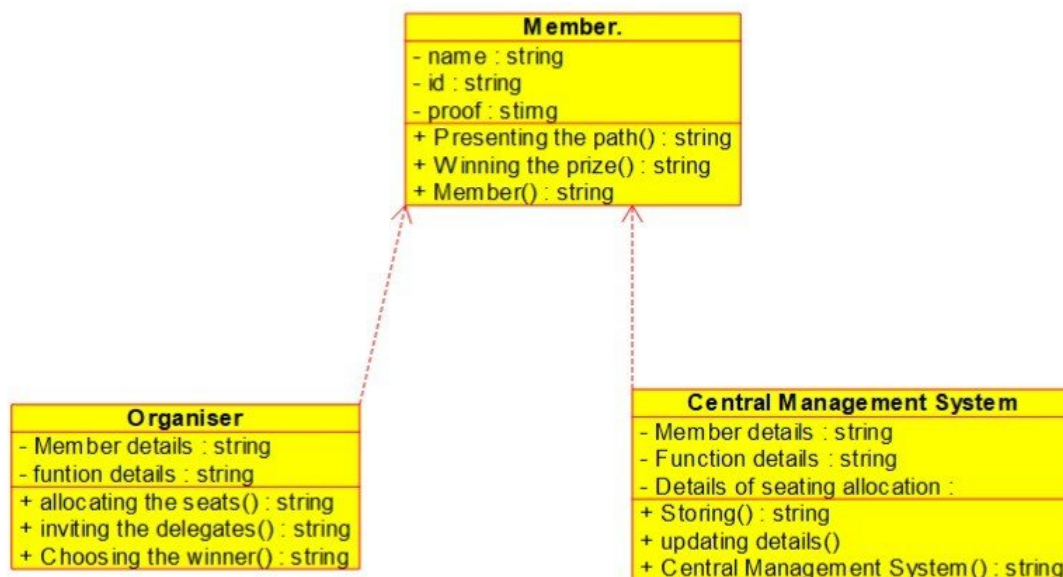 Member.
- name : string
- id : string
- proof : stirng
+ Presenting the path() : string
+ Winning the prize() : string
+ Member() : string
Organiser
- Member details : string
- funtion details : string
+ allocating the seats() : string
+ inviting the delegates() : string
+ Choosing the winner() : string
Central Management System
- Member details : string
- Function details : string
- Details of seating allocation :
+ Storing() : string
+ updating details()
+ Central Management System() : string